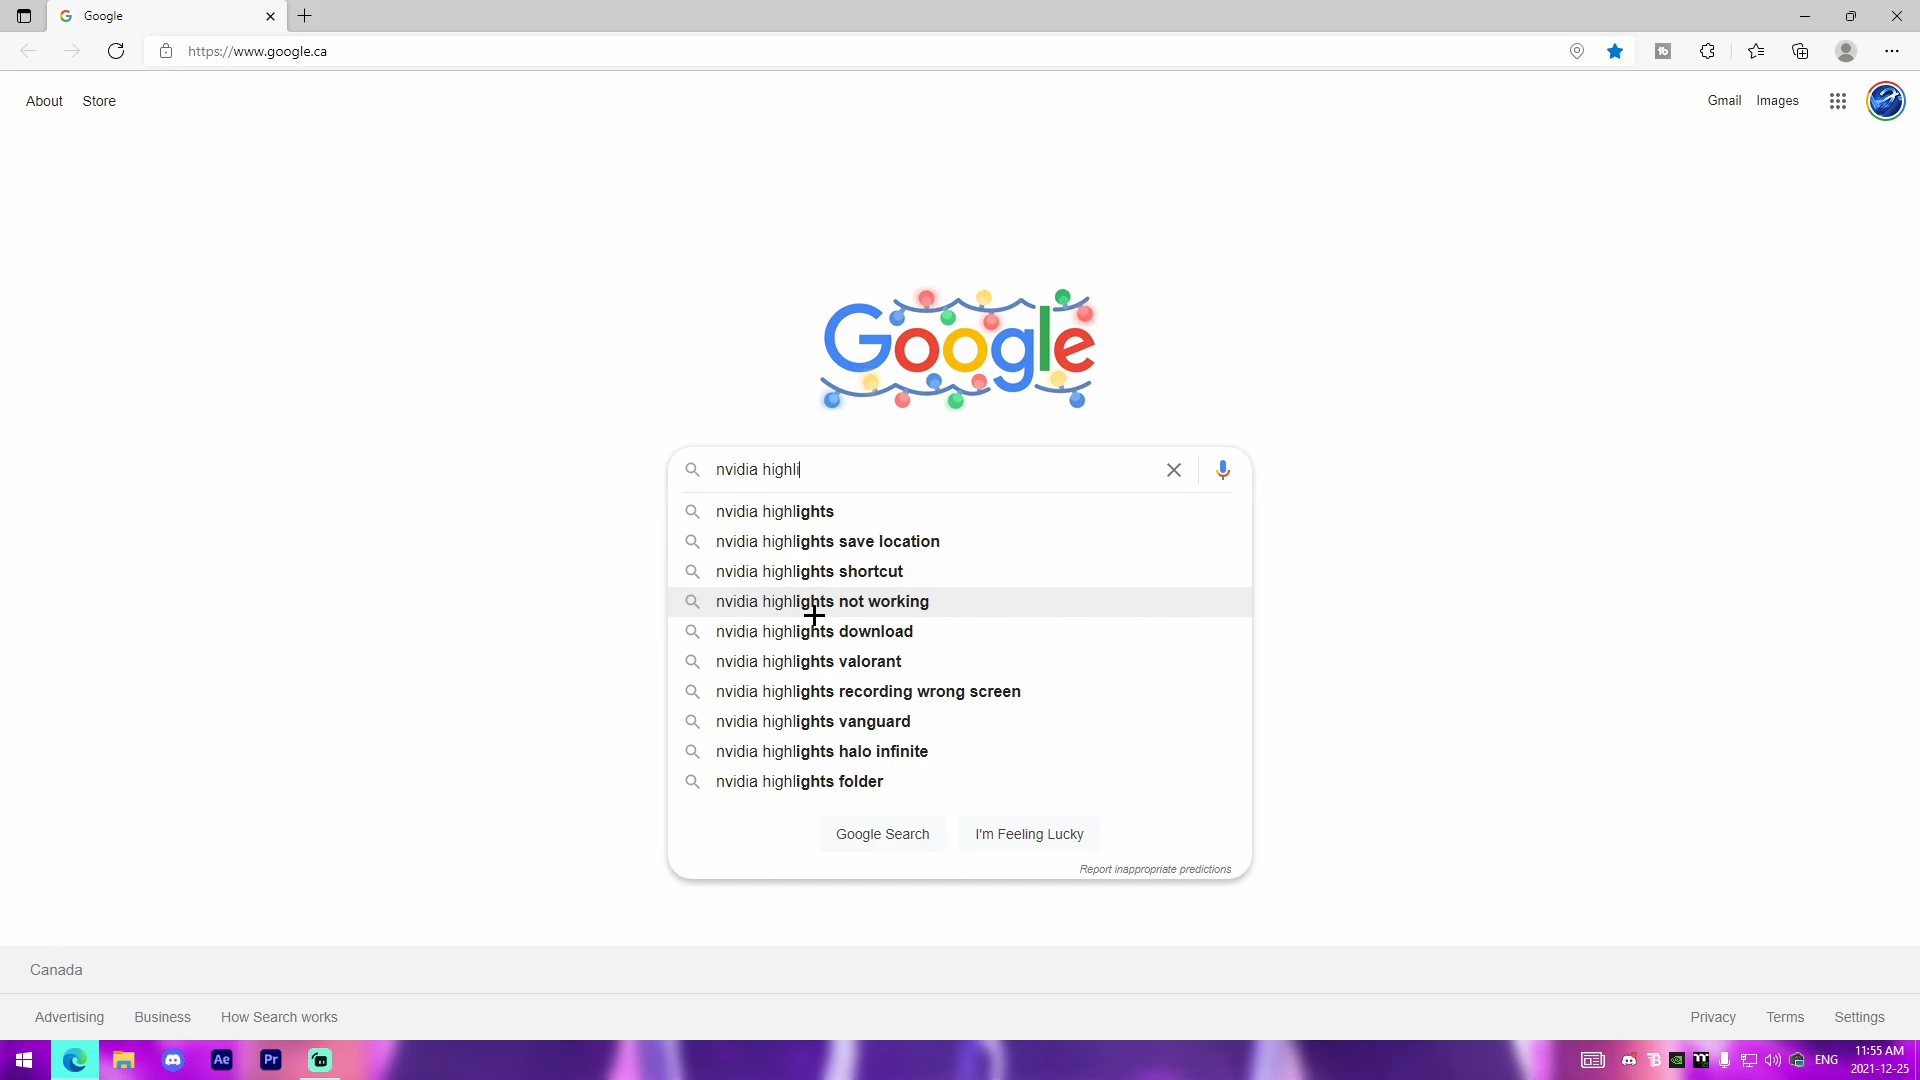 Google
https://www.google.ca
About Store
Gmail Images
Google
nvidia highli
nvidia highlights
nvidia highlights save location
nvidia highlights shortcut
nvidia highlights not working
nvidia highlights download
nvidia highlights valorant
nvidia highlights recording wrong screen
nvidia highlights vanguard
nvidia highlights halo infinite
nvidia highlights folder
Google Search I'm Feeling Lucky
Report inappropriate predictions
Canada
Advertising Business How Search works
Privacy Terms Settings
Ae Pr
ENG
11:55 AM
2021-12-25